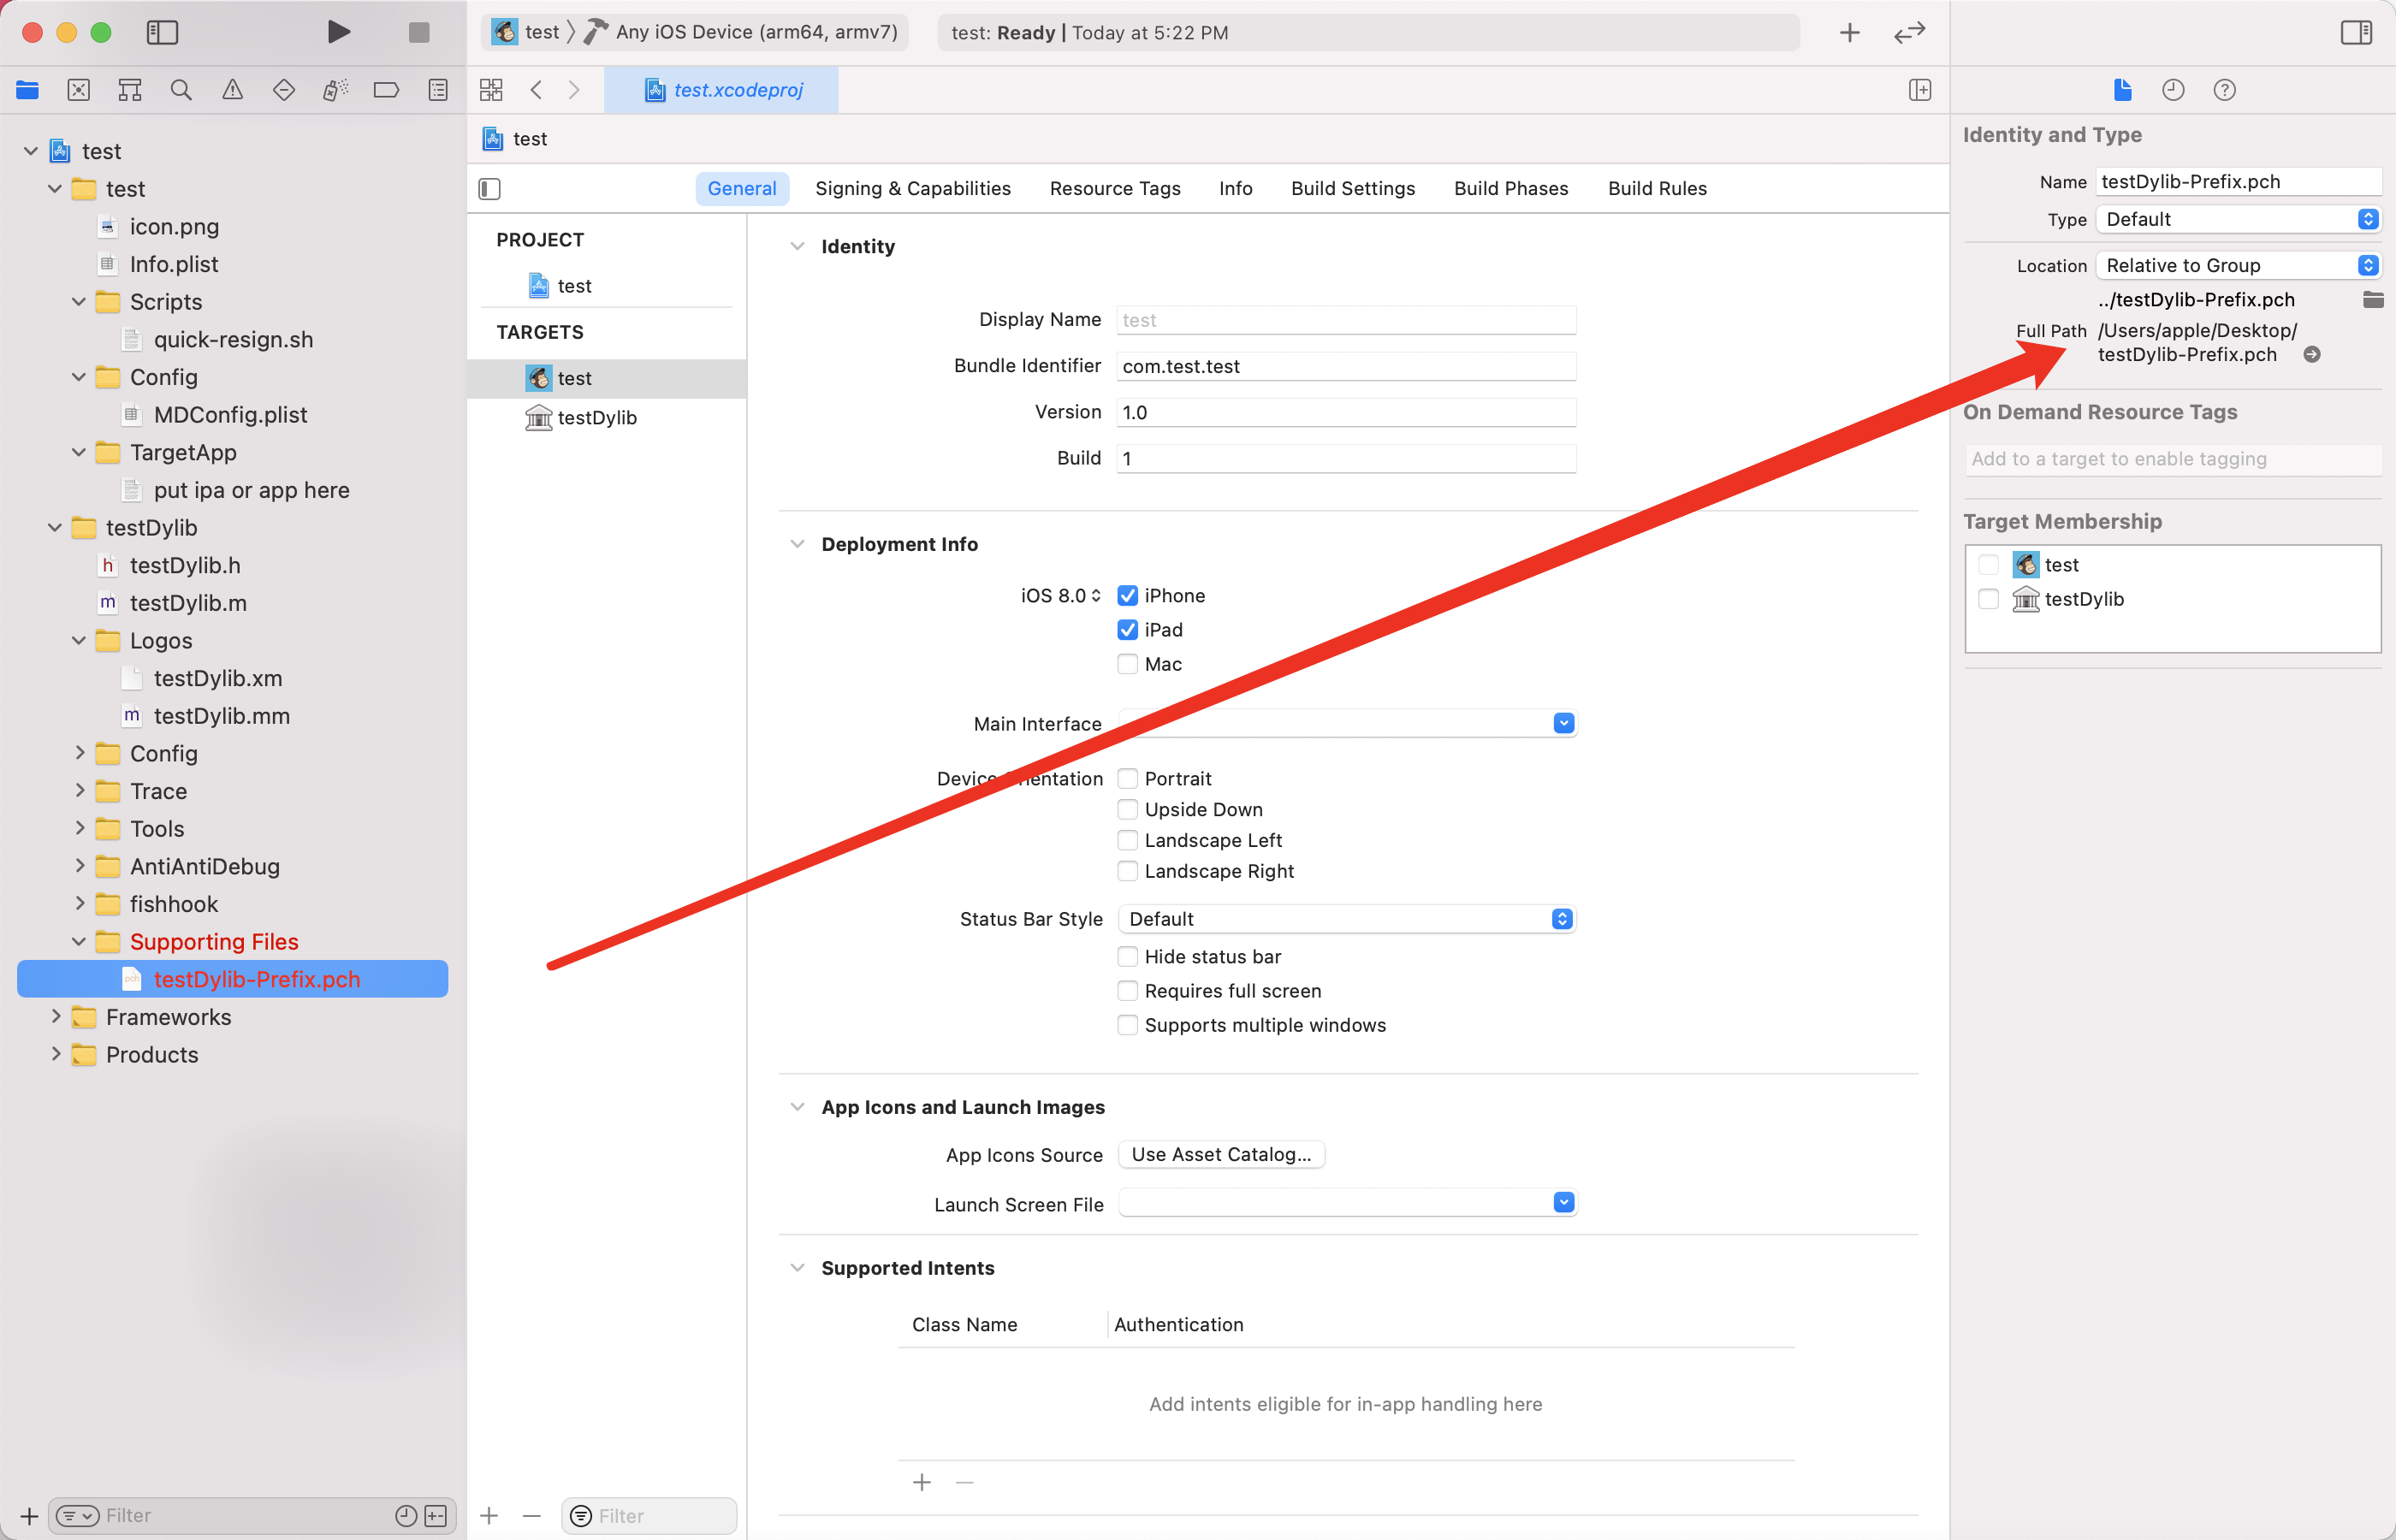 test
Any iOS Device (arm64, armv7)
test: Ready | Today at 5:22 PM
test.xcodeproj
test
General
Signing & Capabilities
Resource Tags
Info
Build Settings
Build Phases
Build Rules
test
test
icon.png
Info.plist
Scripts
quick-resign.sh
Config
MDConfig.plist
TargetApp
put ipa or app here
testDylib
h testDylib.h
m testDylib.m
Logos
testDylib.xm
m testDylib.mm
Config
Trace
Tools
AntiAntiDebug
fishhook
Supporting Files
pch testDylib-Prefix.pch
Frameworks
Products
Filter
PROJECT
test
TARGETS
test
testDylib
Filter
Identity
Display Name test
Bundle Identifier com.test.test
Version 1.0
Build 1
Deployment Info
iOS 8.0 iPhone
iPad
Mac
Main Interface
Portrait
Upside Down
Landscape Left
Landscape Right
Status Bar Style Default
Hide status bar
Requires full screen
Supports multiple windows
App Icons and Launch Images
App Icons Source Use Asset Catalog...
Launch Screen File
Supported Intents
Class Name Authentication
Add intents eligible for in-app handling here
Identity and Type
Name testDylib-Prefix.pch
Type Default
Location Relative to Group
../testDylib-Prefix.pch
Full Path /Users/apple/Desktop/
testDylib-Prefix.pch
On Demand Resource Tags
Add to a target to enable tagging
Target Membership
test
testDylib